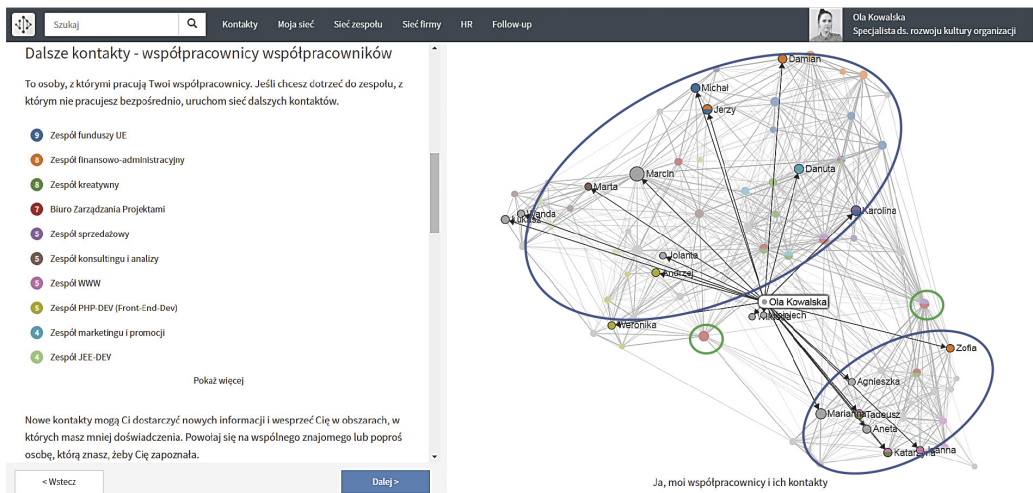 Szukaj
Kontakty
Moja sieć
Sieć zespołu
Sieć firmy
HR
Follow-up
Ola Kowalska
Specjalista ds. rozwoju kultury organizacji
Dalsze kontakty - współpracownicy współpracowników
To osoby, z którymi pracują Twoi współpracownicy. Jeśli chcesz dotrzeć do zespołu, z
którym nie pracujesz bezpośrednio, uruchom sieć dalszych kontaktów.
9 Zespół funduszy UE
8 Zespół finansowo-administracyjny
8 Zespół kreatywny
7 Biuro Zarządzania Projektami
5 Zespół sprzedażowy
5 Zespół konsultingu i analizy
5 Zespół WWW
5 Zespół PHP-DEV (Front-End-Dev)
4 Zespół marketingu i promocji
4 Zespół JEE-DEV
Pokaż więcej
Nowe kontakty mogą Ci dostarczyć nowych informacji i wesprzeć Cię w obszarach, w
których masz mniej doświadczenia. Powołaj się na wspólnego znajomego lub poproś
osobę, którą znasz, żeby Cię zapoznała.
< Wstecz
Dalej >
Damian
Michał
Jerzy
Marcin
Danuta
Marta
Karolina
Wanda
Łukasz
Jolanta
Andrzej
Ola Kowalska
Weronika
Zofia
Agnieszka
Marianna
Tadeusz
Aneta
Katarzyna
Joanna
Ja, moi współpracownicy i ich kontakty